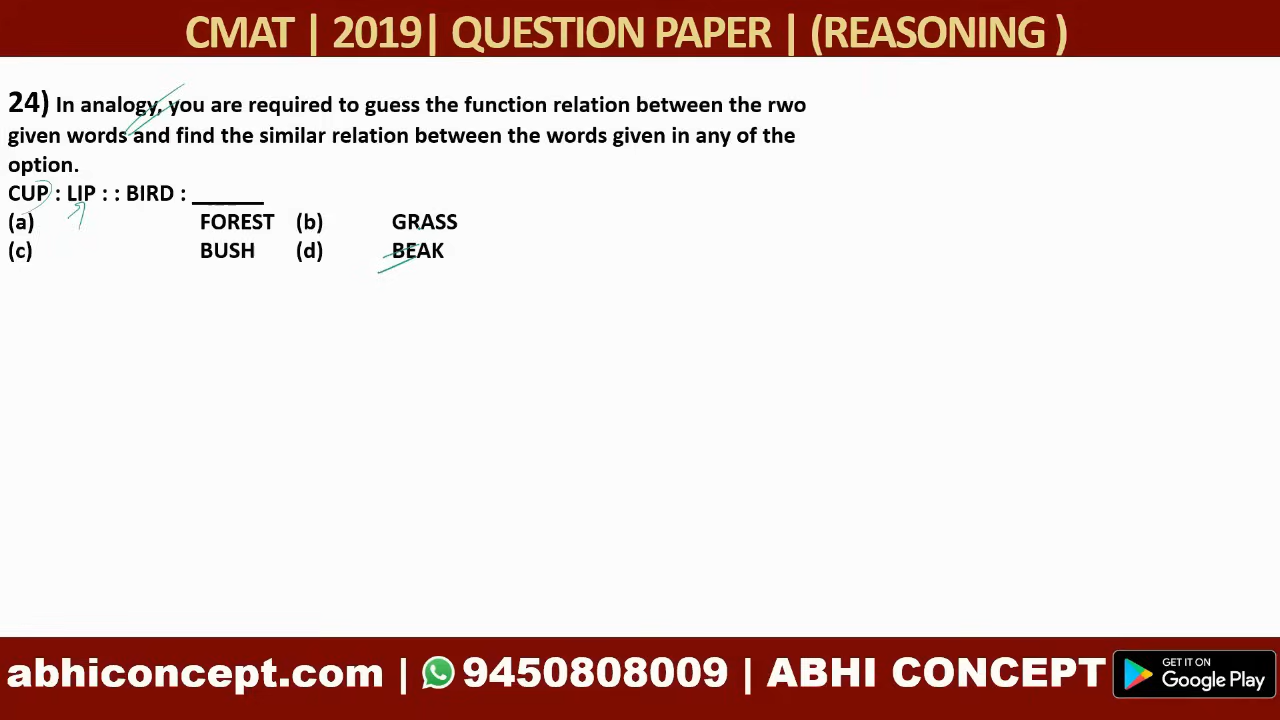 CMAT | 2019| QUESTION PAPER | (REASONING )
24) In analogy, you are required to guess the function relation between the rwo
given words and find the similar relation between the words given in any of the
option.
CUP : LIP : : BIRD : ______
(a) FOREST (b) GRASS
(c) BUSH (d) BEAK
abhiconcept.com | 9450808009 | ABHI CONCEPT
GET IT ON
Google Play